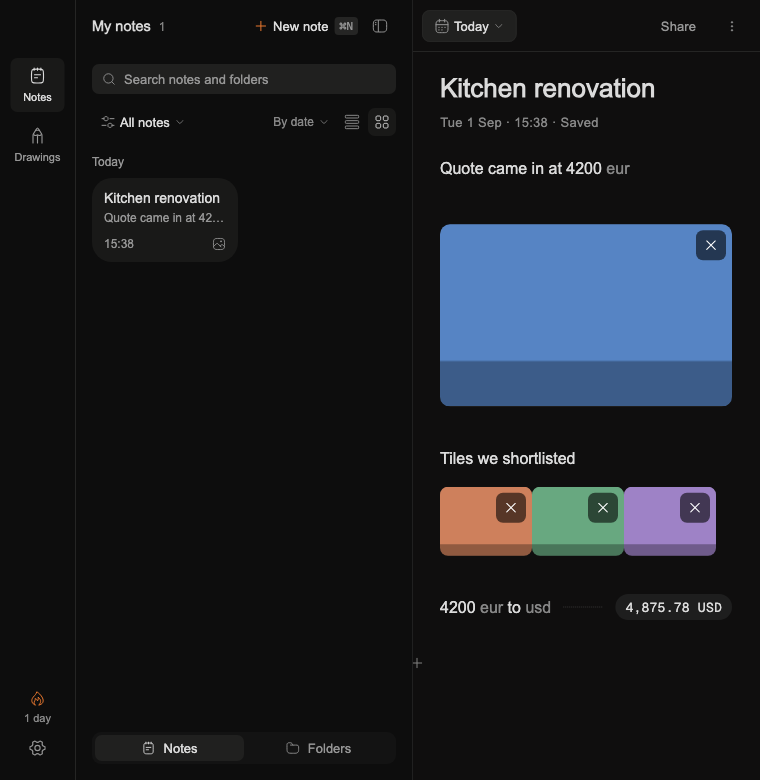 My notes 1
New note ⌘N
Today
Share
Notes
Drawings
Search notes and folders
All notes
By date
Today
Kitchen renovation
Quote came in at 42…
15:38
Kitchen renovation
Tue 1 Sep · 15:38 · Saved
Quote came in at 4200 eur
Tiles we shortlisted
4200 eur to usd
4,875.78 USD
1 day
Notes
Folders